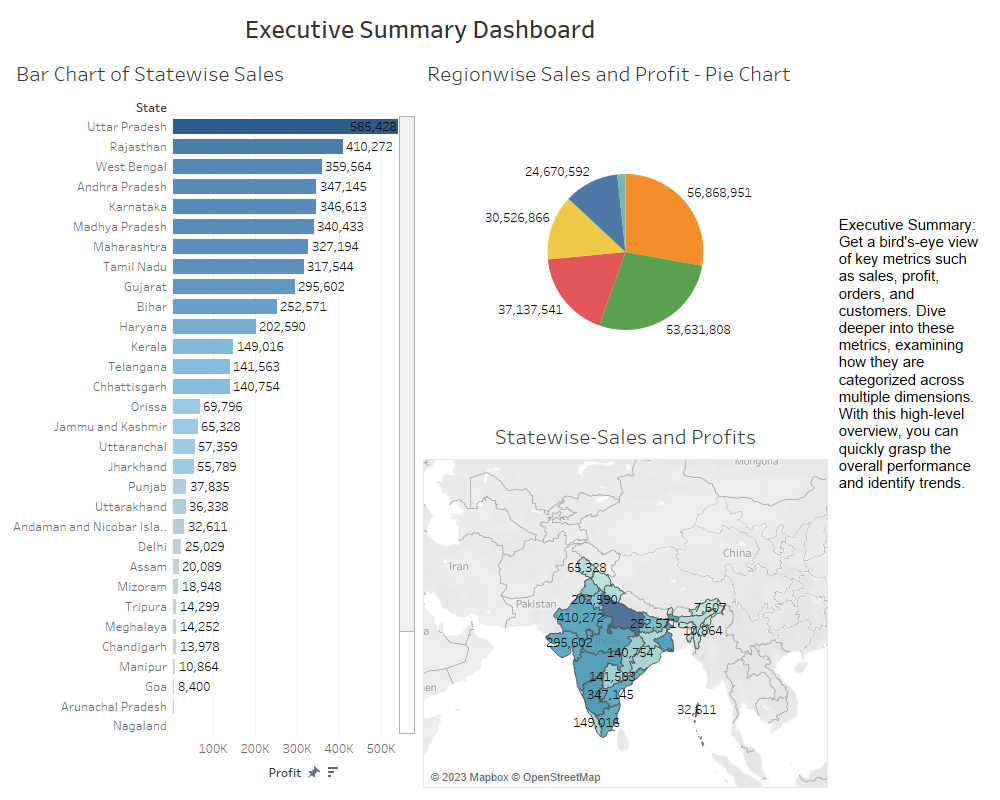 Executive Summary Dashboard
Bar Chart of Statewise Sales
State
Uttar Pradesh 585,428
Rajasthan 410,272
West Bengal 359,564
Andhra Pradesh 347,145
Karnataka 346,613
Madhya Pradesh 340,433
Maharashtra 327,194
Tamil Nadu 317,544
Gujarat 295,602
Bihar 252,571
Haryana 202,590
Kerala 149,016
Telangana 141,563
Chhattisgarh 140,754
Orissa 69,796
Jammu and Kashmir 65,328
Uttaranchal 57,359
Jharkhand 55,789
Punjab 37,835
Uttarakhand 36,338
Andaman and Nicobar Isla.. 32,611
Delhi 25,029
Assam 20,089
Mizoram 18,948
Tripura 14,299
Meghalaya 14,252
Chandigarh 13,978
Manipur 10,864
Goa 8,400
Arunachal Pradesh
Nagaland
100K 200K 300K 400K 500K
Profit
Regionwise Sales and Profit - Pie Chart
24,670,592
56,868,951
30,526,866
37,137,541
53,631,808
Statewise-Sales and Profits
Mongolia
China
Iran
65,328
Pakistan
202,590
7,607
410,272
252,571
10,864
295,602
India
140,754
141,563
347,145
32,611
149,016
en
a
© 2023 Mapbox © OpenStreetMap
Executive Summary:
Get a bird's-eye view
of key metrics such
as sales, profit,
orders, and
customers. Dive
deeper into these
metrics, examining
how they are
categorized across
multiple dimensions.
With this high-level
overview, you can
quickly grasp the
overall performance
and identify trends.